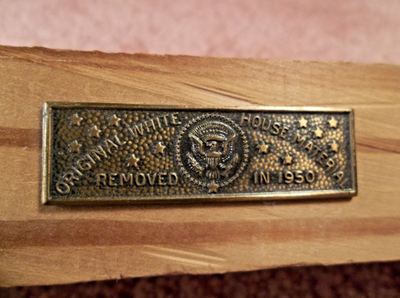 ORIGINAL WHITE HOUSE MATERIAL
REMOVED IN 1950